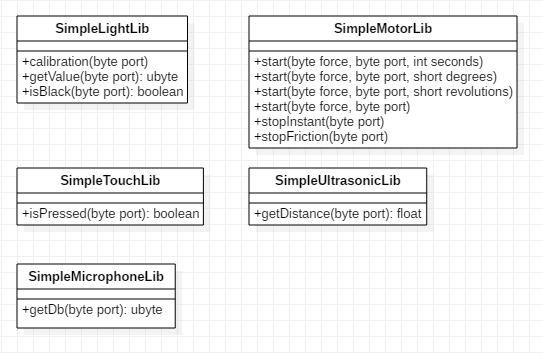 SimpleLightLib
+calibration(byte port)
+getValue(byte port): ubyte
+isBlack(byte port): boolean
SimpleMotorLib
+start(byte force, byte port, int seconds)
+start(byte force, byte port, short degrees)
+start(byte force, byte port, short revolutions)
+start(byte force, byte port)
+stopInstant(byte port)
+stopFriction(byte port)
SimpleTouchLib
+isPressed(byte port): boolean
SimpleUltrasonicLib
+getDistance(byte port): float
SimpleMicrophoneLib
+getDb(byte port): ubyte